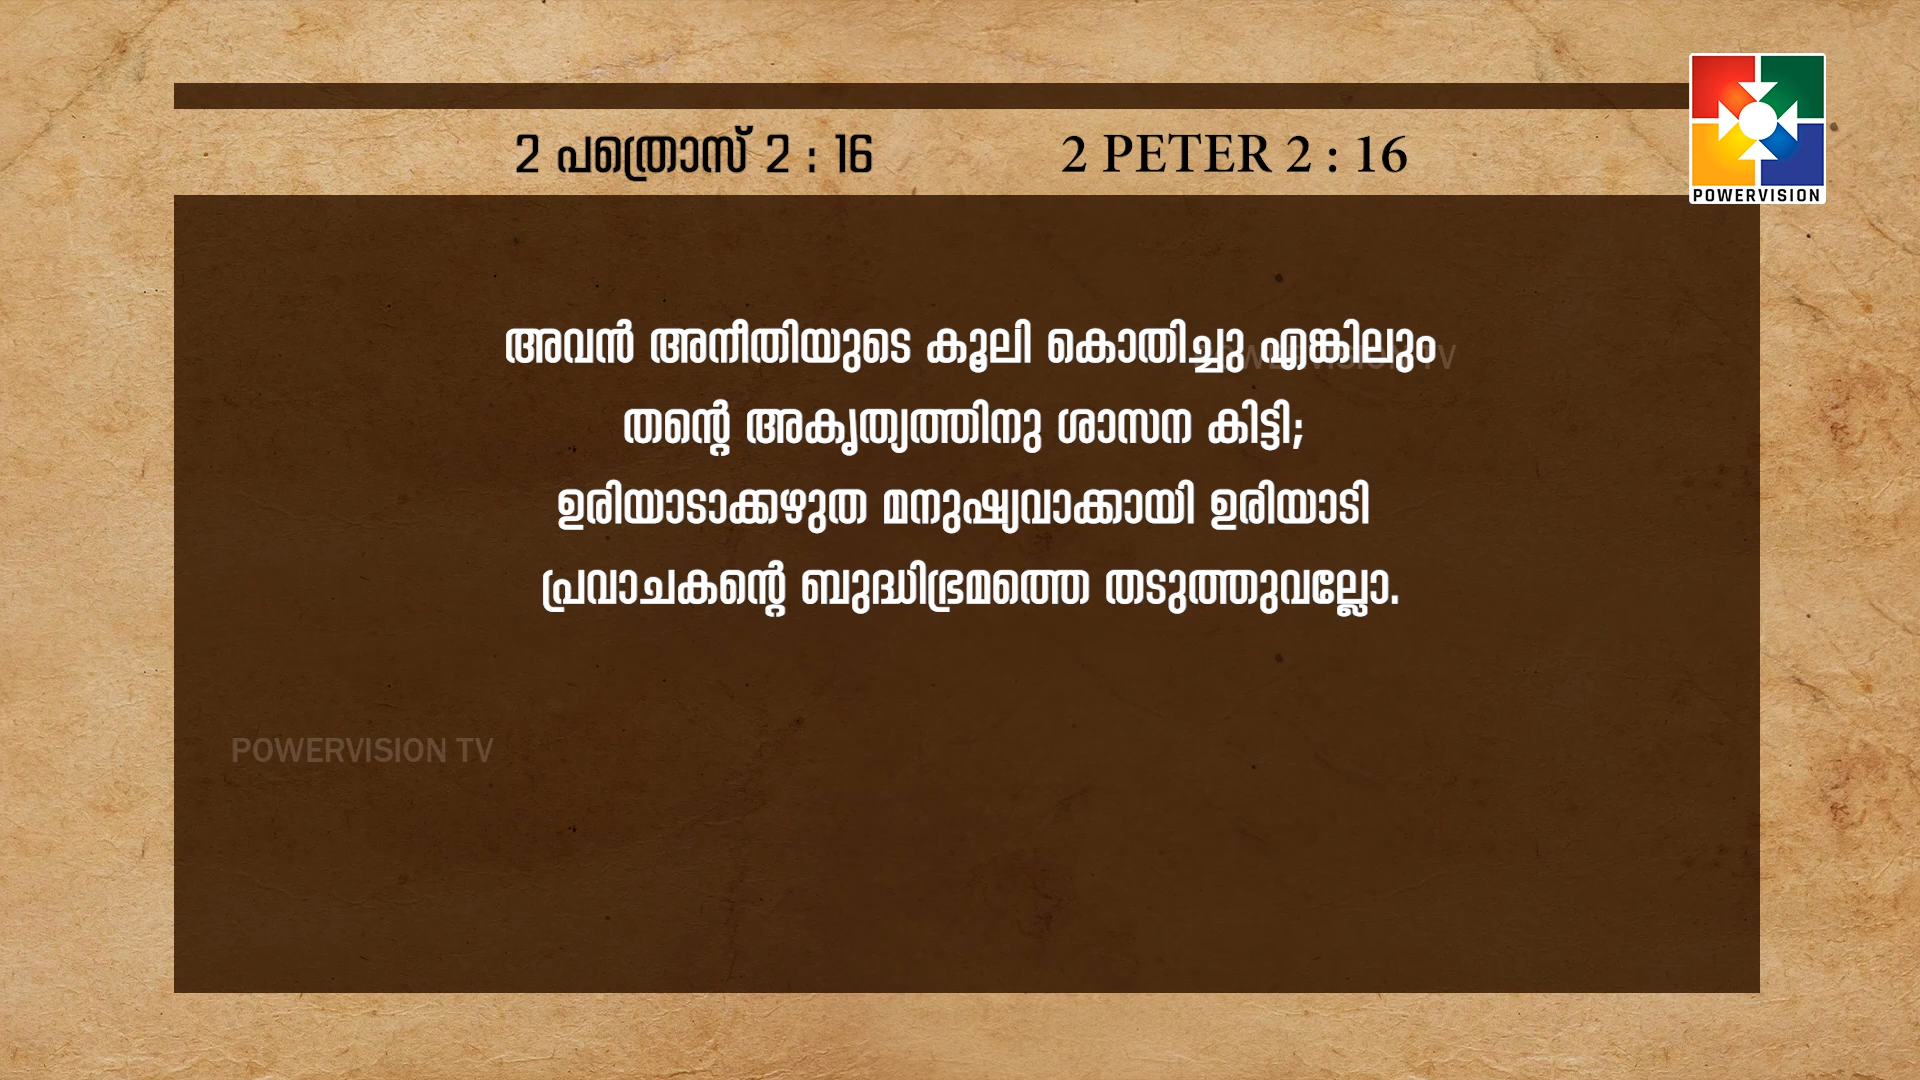 2 പത്രൊസ് 2 : 16
2 PETER 2 : 16
POWERVISION
അവൻ അനീതിയുടെ കൂലി കൊതിച്ചു എങ്കിലും
തന്റെ അകൃത്യത്തിനു ശാസന കിട്ടി;
ഉരിയാടാക്കഴുത മനുഷ്യവാക്കായി ഉരിയാടി
പ്രവാചകന്റെ ബുദ്ധിഭ്രമത്തെ തടുത്തുവല്ലോ.
POWERVISION TV